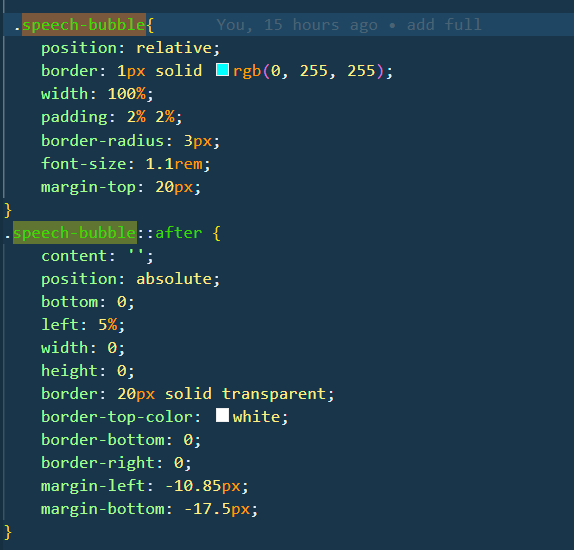 .speech-bubble{ You, 15 hours ago • add full
position: relative;
border: 1px solid rgb(0, 255, 255);
width: 100%;
padding: 2% 2%;
border-radius: 3px;
font-size: 1.1rem;
margin-top: 20px;
}
.speech-bubble::after {
content: '';
position: absolute;
bottom: 0;
left: 5%;
width: 0;
height: 0;
border: 20px solid transparent;
border-top-color: white;
border-bottom: 0;
border-right: 0;
margin-left: -10.85px;
margin-bottom: -17.5px;
}